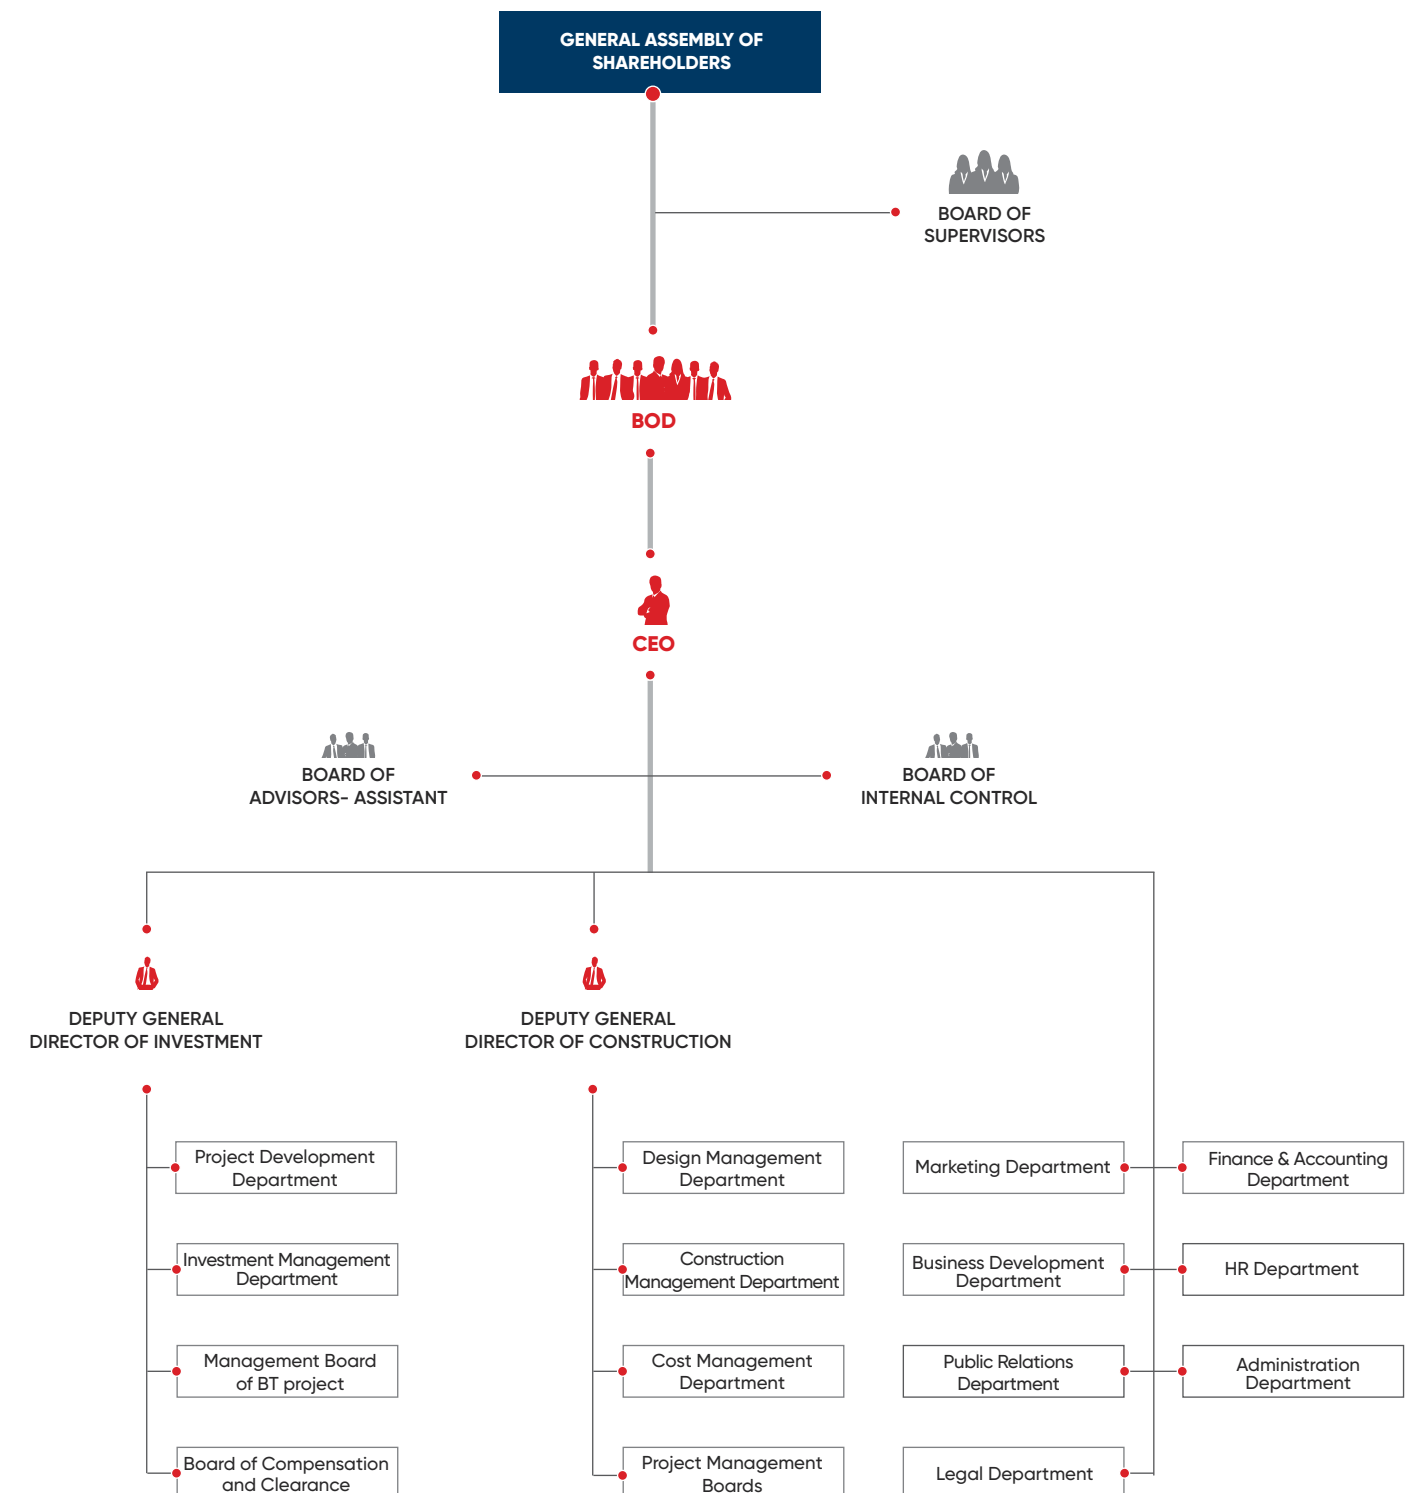 GENERAL ASSEMBLY OF
SHAREHOLDERS
BOARD OF
SUPERVISORS
BOD
CEO
BOARD OF
ADVISORS- ASSISTANT
BOARD OF
INTERNAL CONTROL
DEPUTY GENERAL
DIRECTOR OF INVESTMENT
DEPUTY GENERAL
DIRECTOR OF CONSTRUCTION
Project Development
Department
Investment Management
Department
Management Board
of BT project
Board of Compensation
and Clearance
Design Management
Department
Construction
Management Department
Cost Management
Department
Project Management
Boards
Marketing Department
Business Development
Department
Public Relations
Department
Legal Department
Finance & Accounting
Department
HR Department
Administration
Department